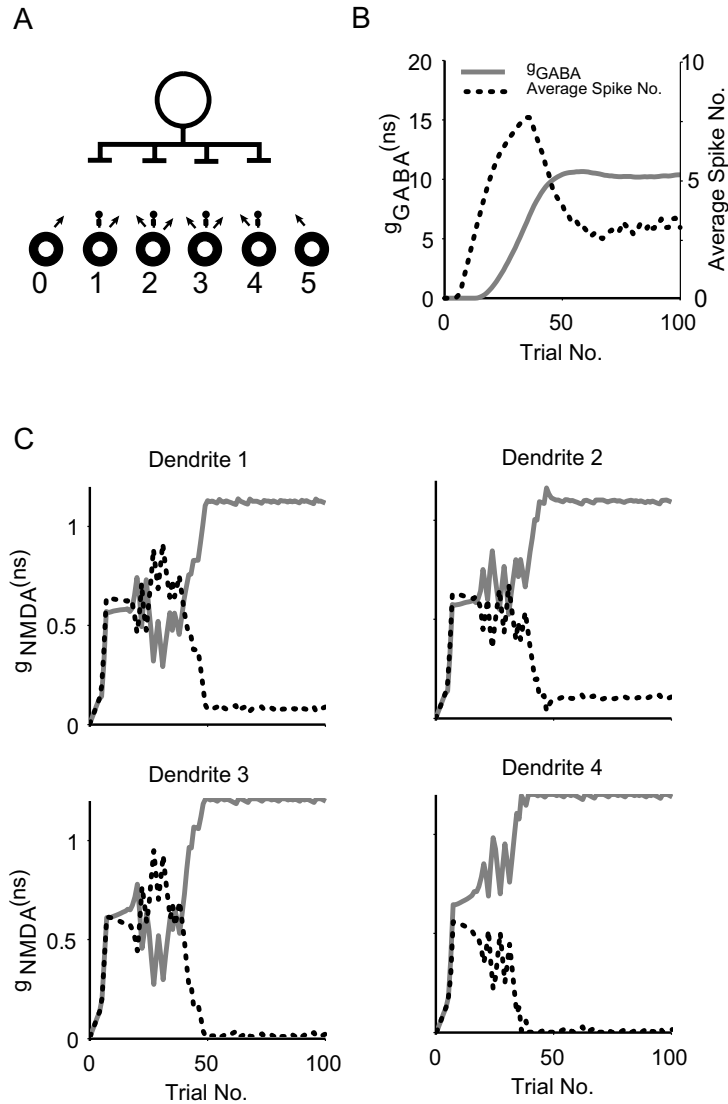 A
0 1 2 3 4 5
B
20
15
10
5
0
g GABA (ns)
g GABA
Average Spike No.
10
5
0
Average Spike No.
0 50 100
Trial No.
C
Dendrite 1
1
0.5
0
g NMDA (ns)
Dendrite 2
Dendrite 3
1
0.5
0
g NMDA (ns)
0 50 100
Trial No.
Dendrite 4
0 50 100
Trial No.